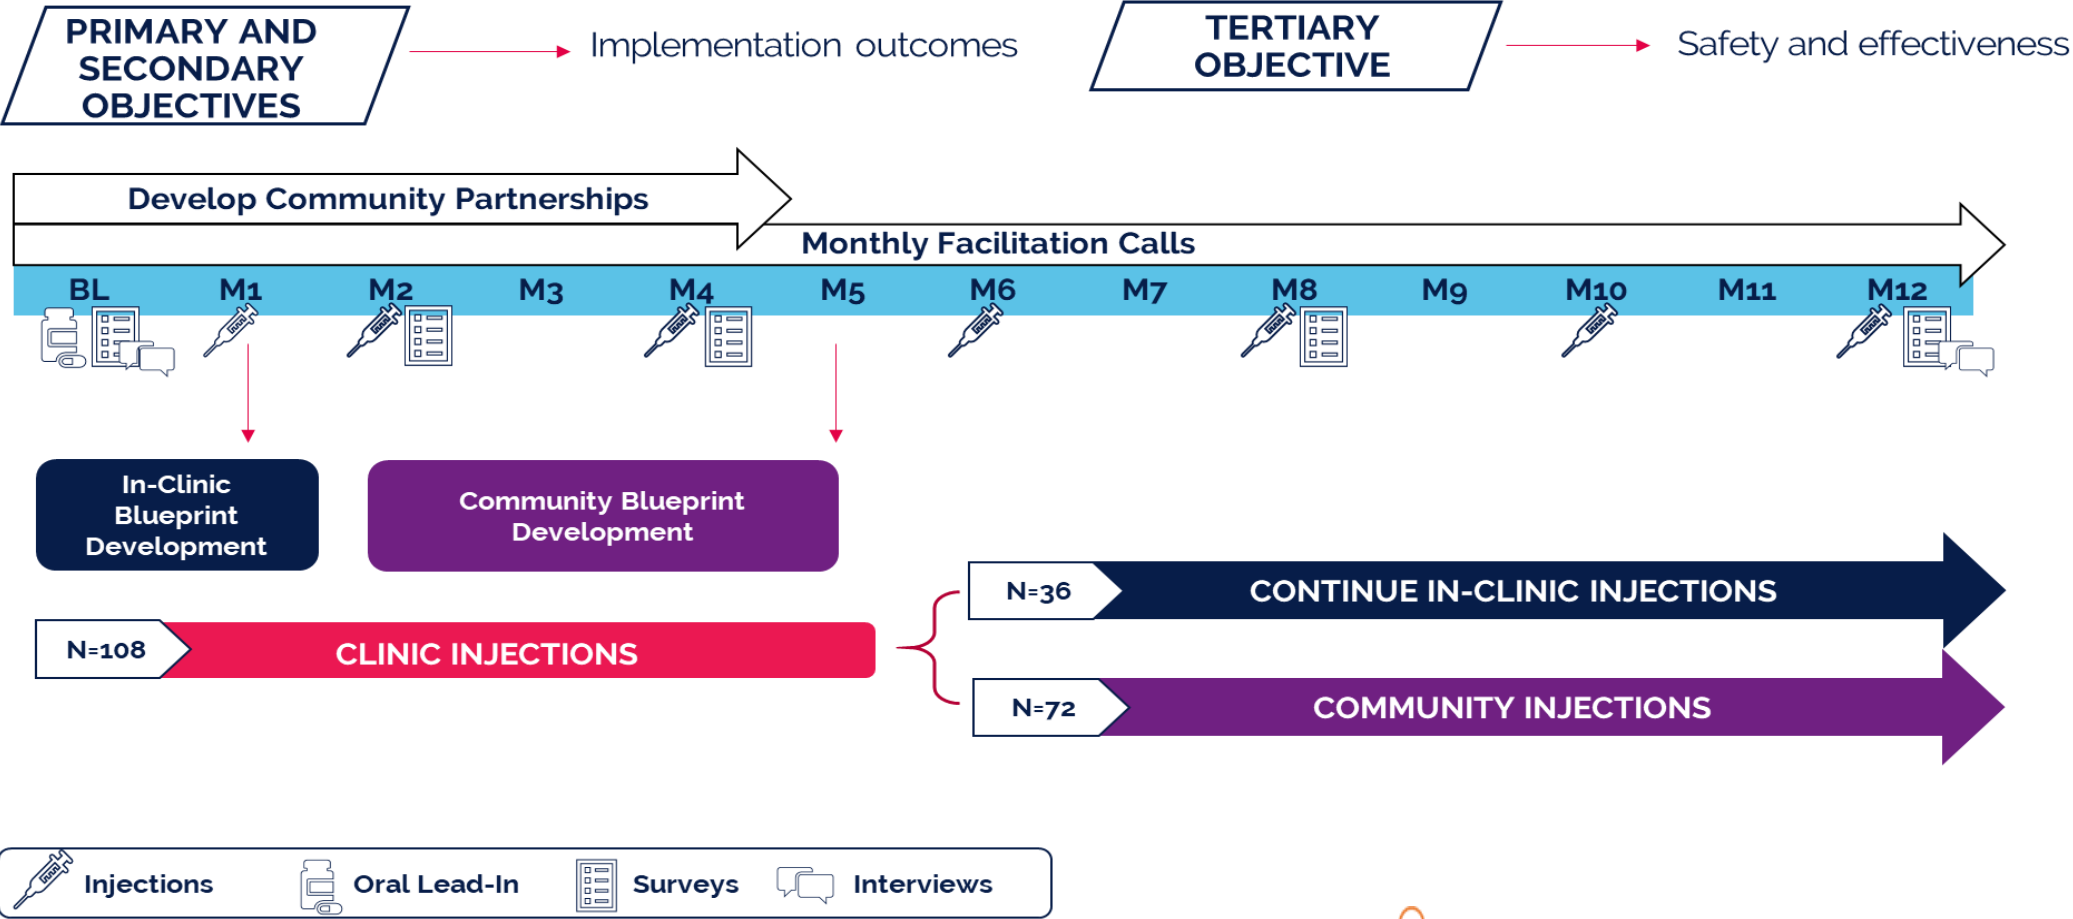 PRIMARY AND
SECONDARY
OBJECTIVES
Implementation outcomes
TERTIARY
OBJECTIVE
Safety and effectiveness
Develop Community Partnerships
Monthly Facilitation Calls
BL M1 M2 M3 M4 M5 M6 M7 M8 M9 M10 M11 M12
In-Clinic
Blueprint
Development
Community Blueprint
Development
N=108
CLINIC INJECTIONS
N=36
CONTINUE IN-CLINIC INJECTIONS
N=72
COMMUNITY INJECTIONS
Injections
Oral Lead-In
Surveys
Interviews